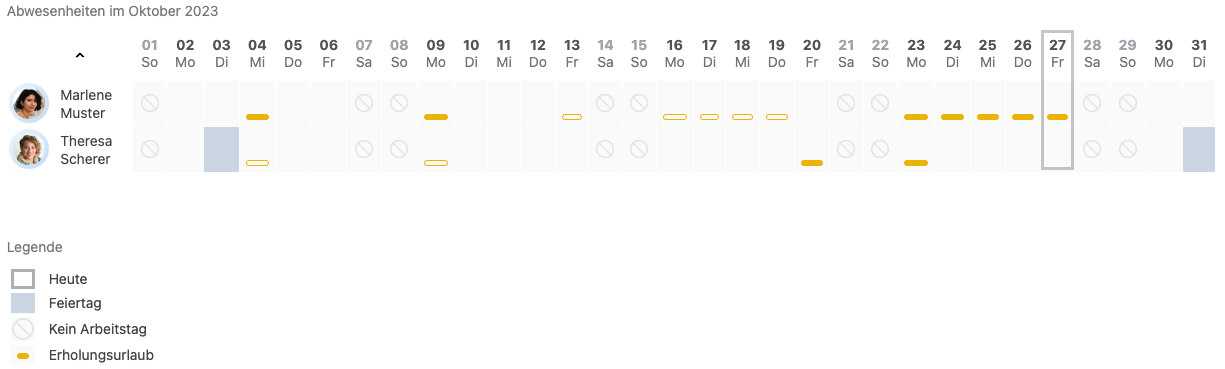 Abwesenheiten im Oktober 2023
01 02 03 04 05 06 07 08 09 10 11 12 13 14 15 16 17 18 19 20 21 22 23 24 25 26 27 28 29 30 31
So Mo Di Mi Do Fr Sa So Mo Di Mi Do Fr Sa So Mo Di Mi Do Fr Sa So Mo Di Mi Do Fr Sa So Mo Di
Marlene
Muster
Theresa
Scherer
Legende
Heute
Feiertag
Kein Arbeitstag
Erholungsurlaub